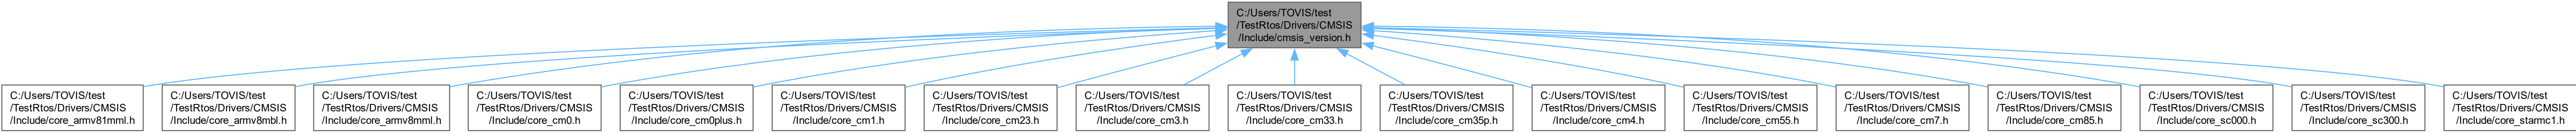 C:/Users/TOVIS/test
/TestRtos/Drivers/CMSIS
/Include/cmsis_version.h
C:/Users/TOVIS/test
/TestRtos/Drivers/CMSIS
/Include/core_armv81mml.h
C:/Users/TOVIS/test
/TestRtos/Drivers/CMSIS
/Include/core_armv8mbl.h
C:/Users/TOVIS/test
/TestRtos/Drivers/CMSIS
/Include/core_armv8mml.h
C:/Users/TOVIS/test
/TestRtos/Drivers/CMSIS
/Include/core_cm0.h
C:/Users/TOVIS/test
/TestRtos/Drivers/CMSIS
/Include/core_cm0plus.h
C:/Users/TOVIS/test
/TestRtos/Drivers/CMSIS
/Include/core_cm1.h
C:/Users/TOVIS/test
/TestRtos/Drivers/CMSIS
/Include/core_cm23.h
C:/Users/TOVIS/test
/TestRtos/Drivers/CMSIS
/Include/core_cm3.h
C:/Users/TOVIS/test
/TestRtos/Drivers/CMSIS
/Include/core_cm33.h
C:/Users/TOVIS/test
/TestRtos/Drivers/CMSIS
/Include/core_cm35p.h
C:/Users/TOVIS/test
/TestRtos/Drivers/CMSIS
/Include/core_cm4.h
C:/Users/TOVIS/test
/TestRtos/Drivers/CMSIS
/Include/core_cm55.h
C:/Users/TOVIS/test
/TestRtos/Drivers/CMSIS
/Include/core_cm7.h
C:/Users/TOVIS/test
/TestRtos/Drivers/CMSIS
/Include/core_cm85.h
C:/Users/TOVIS/test
/TestRtos/Drivers/CMSIS
/Include/core_sc000.h
C:/Users/TOVIS/test
/TestRtos/Drivers/CMSIS
/Include/core_sc300.h
C:/Users/TOVIS/test
/TestRtos/Drivers/CMSIS
/Include/core_starmc1.h